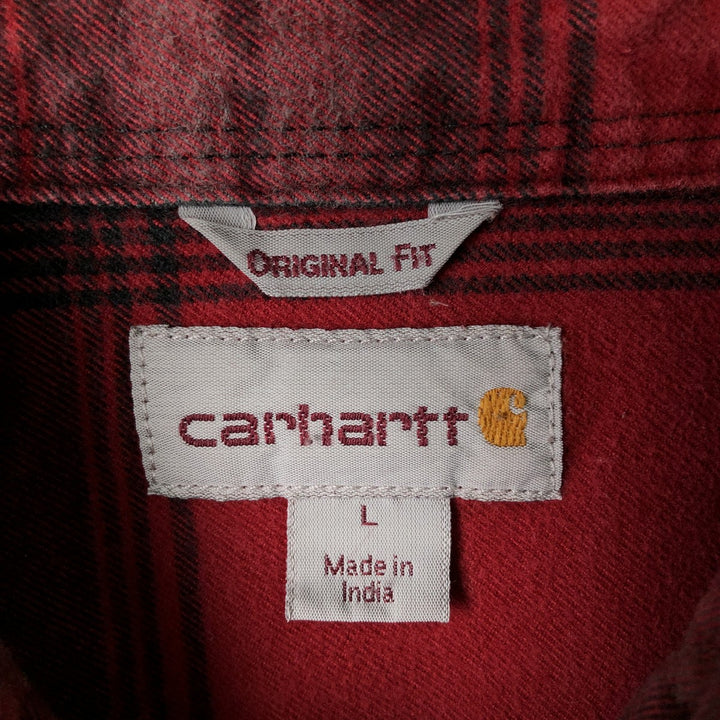 ORIGINAL FIT
carhartt
L
Made in
India